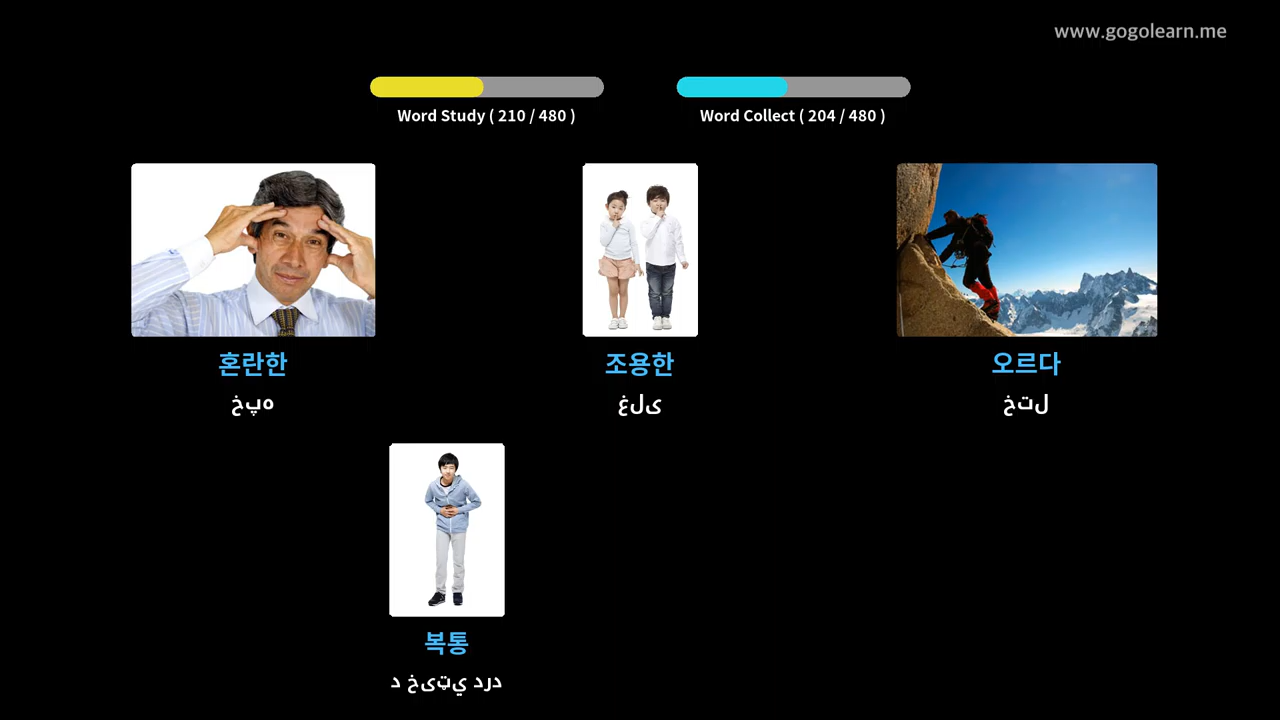 www.gogolearn.me
Word Study ( 210 / 480 )
Word Collect ( 204 / 480 )
혼란한
조용한
오르다
خپه
غلی
ختل
복통
د خیټي درد